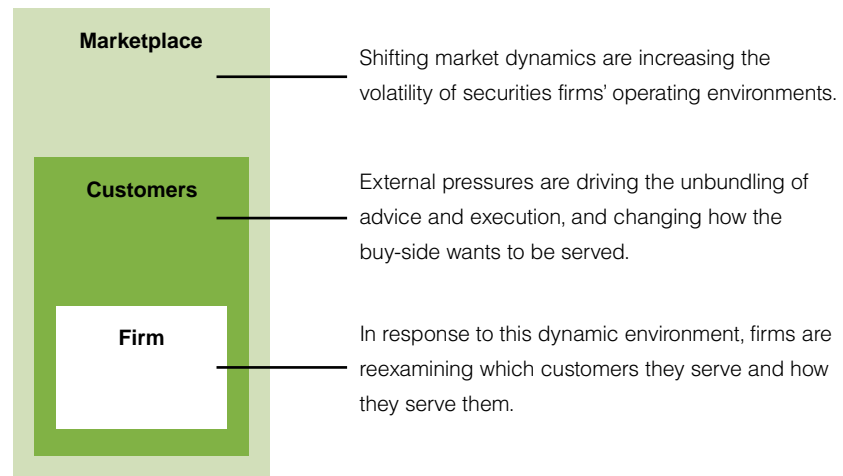 Marketplace
Shifting market dynamics are increasing the
volatility of securities firms’ operating environments.
Customers
External pressures are driving the unbundling of
advice and execution, and changing how the
buy-side wants to be served.
Firm
In response to this dynamic environment, firms are
reexamining which customers they serve and how
they serve them.